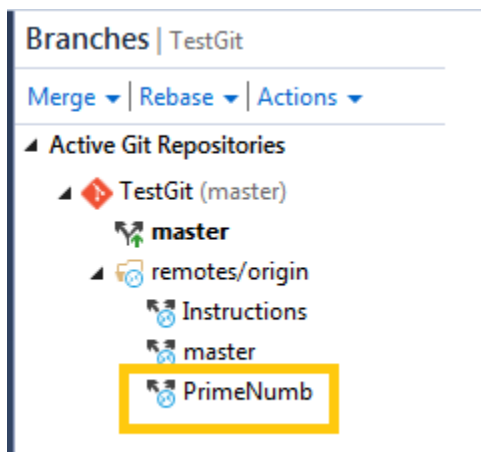 Branches | TestGit
Merge | Rebase | Actions
Active Git Repositories
TestGit (master)
master
remotes/origin
Instructions
master
PrimeNumb